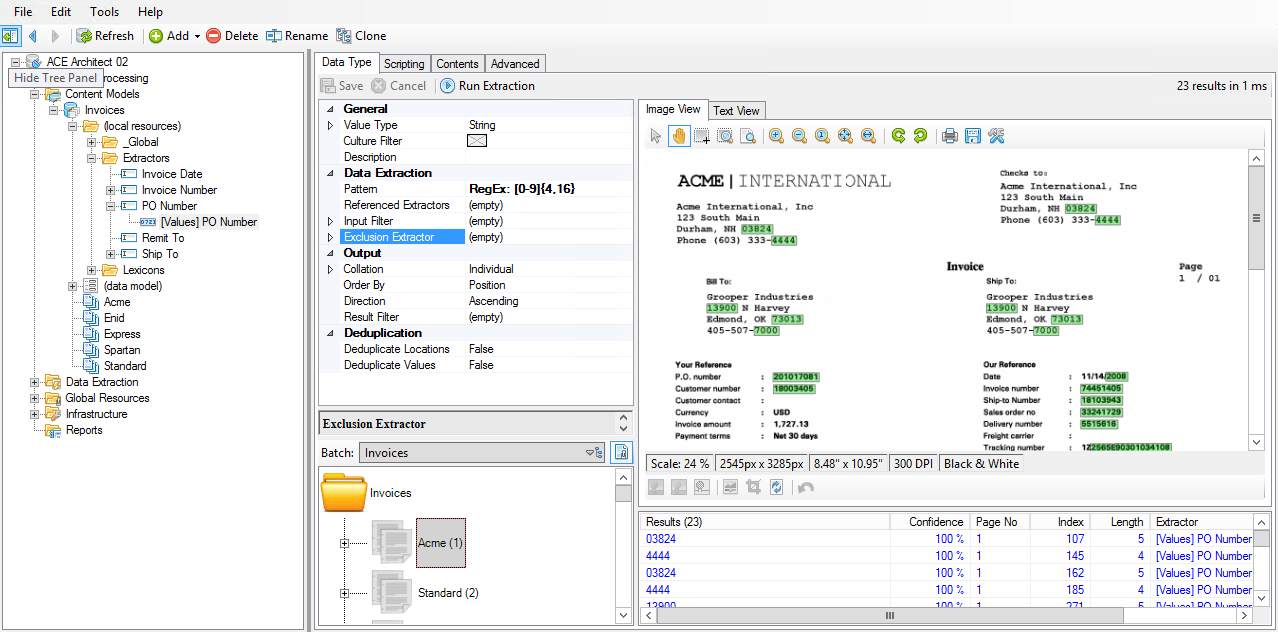 File Edit Tools Help
Refresh Add Delete Rename Clone
ACE Architect 02
Hide Tree Panel rocessing
Content Models
Invoices
(local resources)
_Global
Extractors
Invoice Date
Invoice Number
PO Number
[Values] PO Number
Remit To
Ship To
Lexicons
(data model)
Acme
Enid
Express
Spartan
Standard
Data Extraction
Global Resources
Infrastructure
Reports
Data Type Scripting Contents Advanced
Save Cancel Run Extraction 23 results in 1 ms
General
Value Type String
Culture Filter
Description
Data Extraction
Pattern RegEx: [0-9]{4,16}
Referenced Extractors (empty)
Input Filter (empty)
Exclusion Extractor (empty)
Output
Collation Individual
Order By Position
Direction Ascending
Result Filter (empty)
Deduplication
Deduplicate Locations False
Deduplicate Values False
Exclusion Extractor
Batch: Invoices
Invoices
Acme (1)
Standard (2)
Image View Text View
ACME | INTERNATIONAL
Acme International, Inc
123 South Main
Durham, NH 03824
Phone (603) 333-4444
Checks to:
Acme International, Inc
123 South Main
Durham, NH 03824
Phone (603) 333-4444
Invoice
Page
1 / 01
Bill To:
Grooper Industries
13900 N Harvey
Edmond, OK 73013
405-507-7000
Ship To:
Grooper Industries
13900 N Harvey
Edmond, OK 73013
405-507-7000
Your Reference
P.O. number : 201017081
Customer number : 18003405
Customer contact :
Currency : USD
Invoice amount : 1,727.13
Payment terms : Net 30 days
Our Reference
Date : 11/14/2008
Invoice number : 74451405
Ship-to Number : 18103943
Sales order no : 33241729
Delivery number : 5515616
Freight carrier :
Tracking number : 1Z2565E90301034108
Scale: 24 % 2545px x 3285px 8.48" x 10.95" 300 DPI Black & White
Results (23) Confidence Page No Index Length Extractor
03824 100 % 1 107 5 [Values] PO Number
4444 100 % 1 145 4 [Values] PO Number
03824 100 % 1 162 5 [Values] PO Number
4444 100 % 1 185 4 [Values] PO Number
13900 100 % 1 271 5 [Values] PO Number